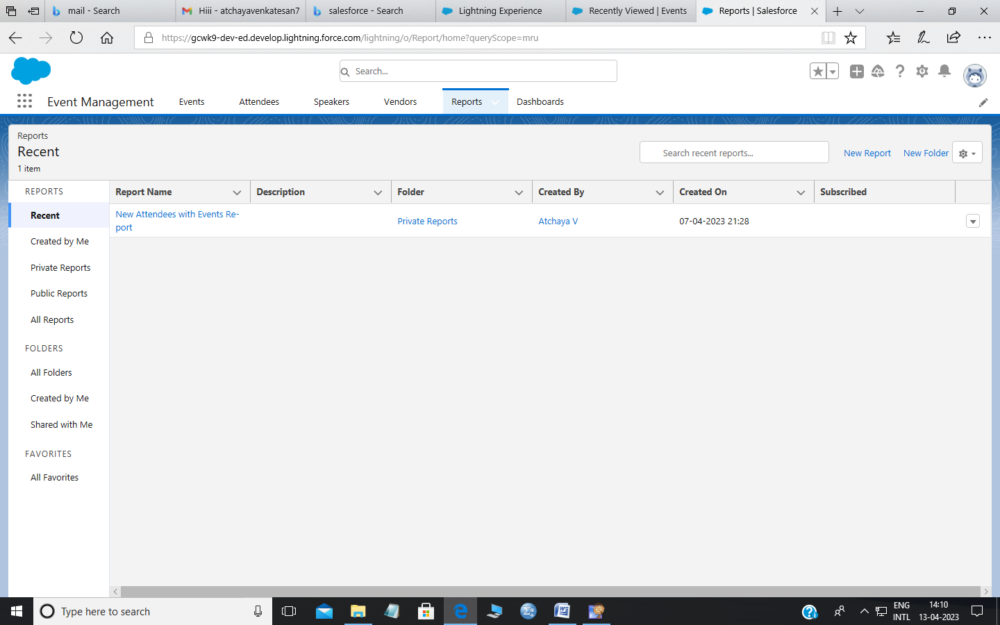 mail - Search
Hiii - atchayavenkatesan7
salesforce - Search
Lightning Experience
Recently Viewed | Events
Reports | Salesforce
https://gcwk9-dev-ed.develop.lightning.force.com/lightning/o/Report/home?queryScope=mru
Search...
Event Management
Events
Attendees
Speakers
Vendors
Reports
Dashboards
Reports
Recent
1 item
Search recent reports...
New Report
New Folder
REPORTS
Recent
Created by Me
Private Reports
Public Reports
All Reports
FOLDERS
All Folders
Created by Me
Shared with Me
FAVORITES
All Favorites
Report Name
Description
Folder
Created By
Created On
Subscribed
New Attendees with Events Re-
port
Private Reports
Atchaya V
07-04-2023 21:28
Type here to search
ENG
INTL
14:10
13-04-2023